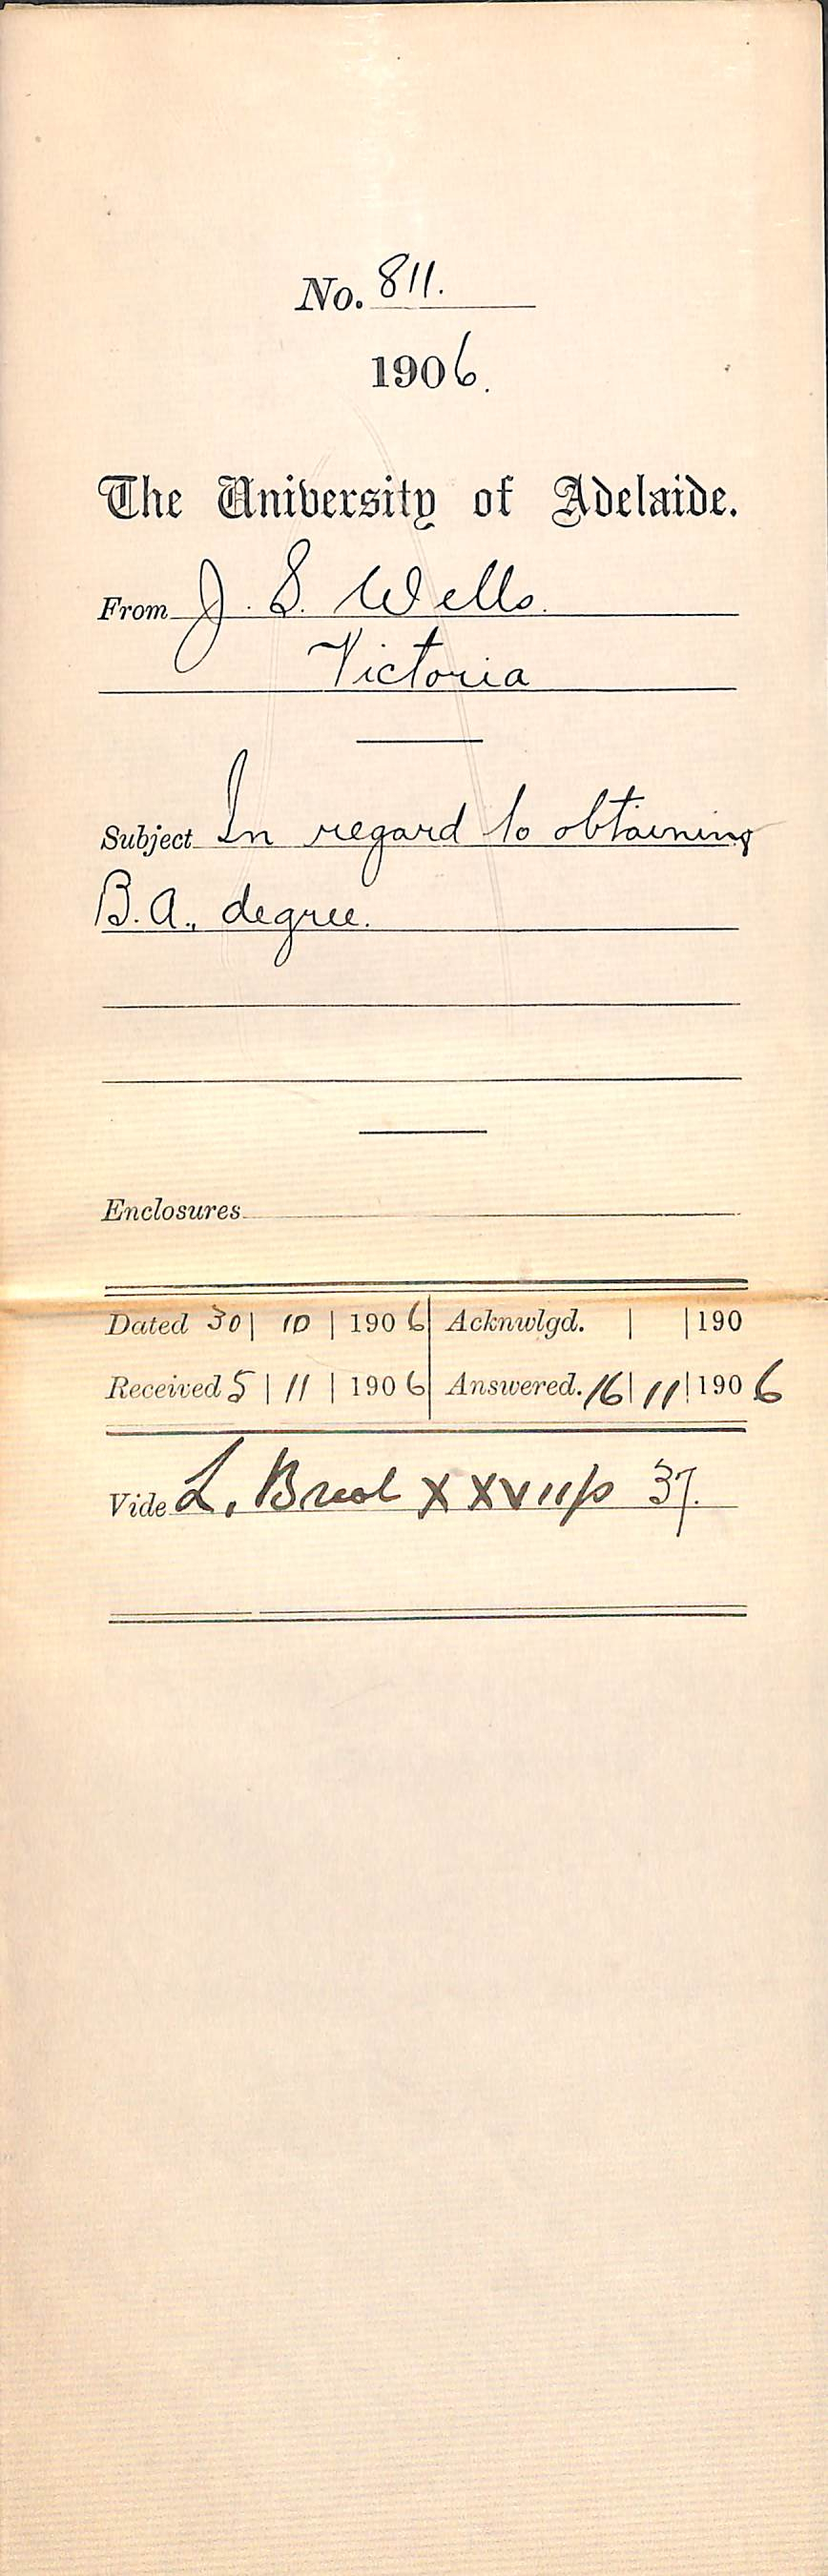 No. 811.
1906.
The University of Adelaide.
From J. S. Wells.
Victoria
Subject In regard to obtaining
B.A., degree.
Enclosures
Dated 30 | 10 | 1906 Acknwlgd. | | 190
Received 5 | 11 | 1906 Answered. 16 | 11 | 1906
Vide L. XXVII p 37.